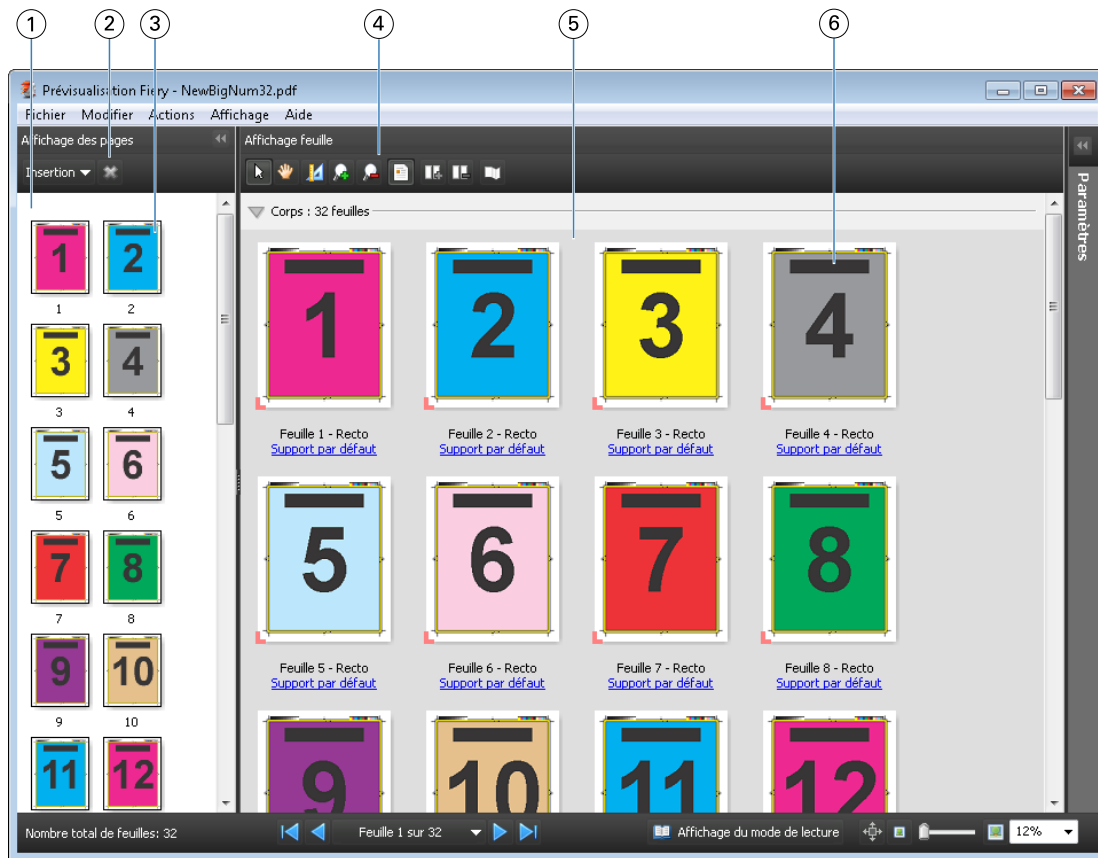 1 2 3 4 5 6
Prévisualisation Fiery - NewBigNum32.pdf
Fichier Modifier Actions Affichage Aide
Affichage des pages
Affichage feuille
Insertion
Paramètres
Corps : 32 feuilles
1 2
1 2
3 4
3 4
5 6
5 6
7 8
7 8
9 10
9 10
11 12
1 2 3 4
Feuille 1 - Recto Feuille 2 - Recto Feuille 3 - Recto Feuille 4 - Recto
Support par défaut Support par défaut Support par défaut Support par défaut
5 6 7 8
Feuille 5 - Recto Feuille 6 - Recto Feuille 7 - Recto Feuille 8 - Recto
Support par défaut Support par défaut Support par défaut Support par défaut
9 10 11 12
Nombre total de feuilles: 32
Feuille 1 sur 32
Affichage du mode de lecture
12%